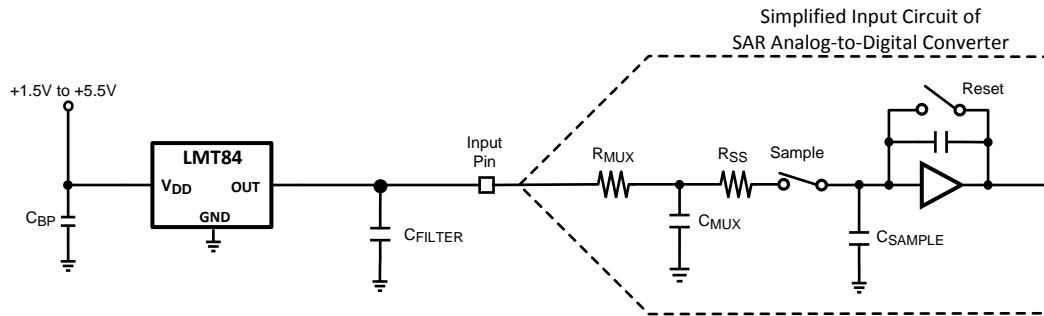 Simplified Input Circuit of
SAR Analog-to-Digital Converter
+1.5V to +5.5V
Reset
LMT84
Input
Pin
RMUX
RSS
Sample
VDD
OUT
CBP
GND
CFILTER
CMUX
CSAMPLE